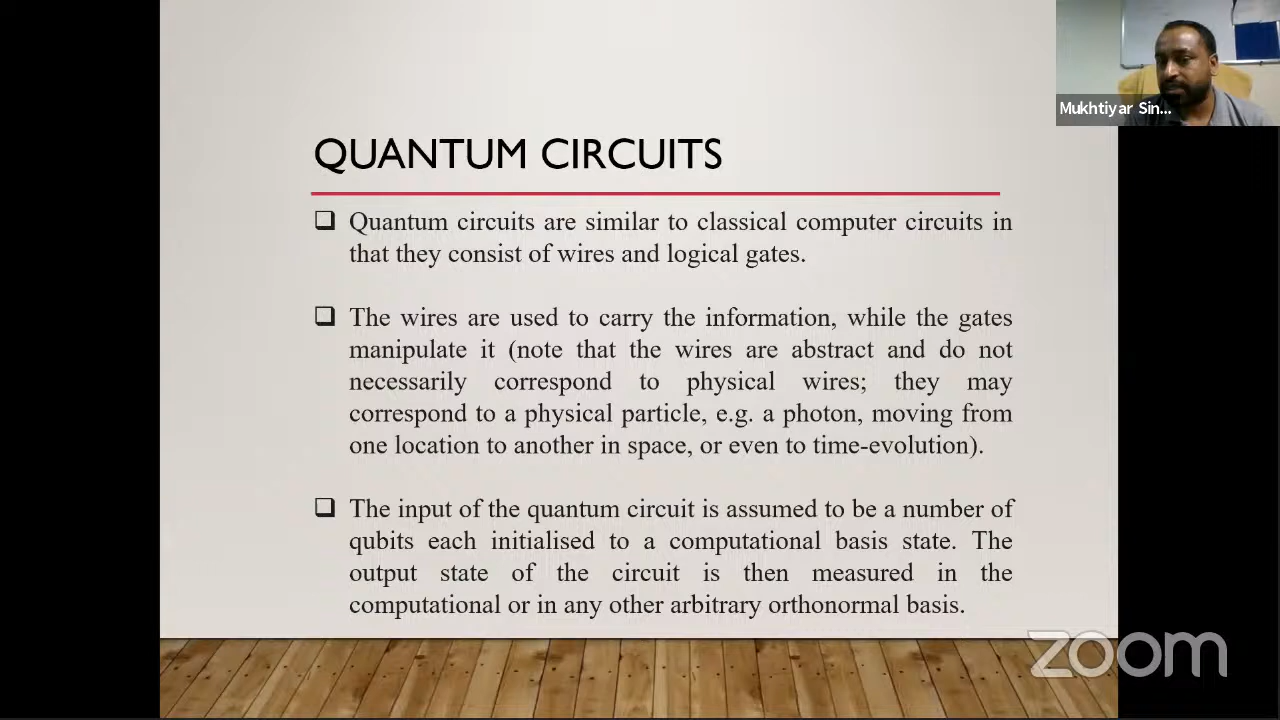 Mukhtiyar Sin...
QUANTUM CIRCUITS
❑ Quantum circuits are similar to classical computer circuits in
that they consist of wires and logical gates.
❑ The wires are used to carry the information, while the gates
manipulate it (note that the wires are abstract and do not
necessarily correspond to physical wires; they may
correspond to a physical particle, e.g. a photon, moving from
one location to another in space, or even to time-evolution).
❑ The input of the quantum circuit is assumed to be a number of
qubits each initialised to a computational basis state. The
output state of the circuit is then measured in the
computational or in any other arbitrary orthonormal basis.
zoom